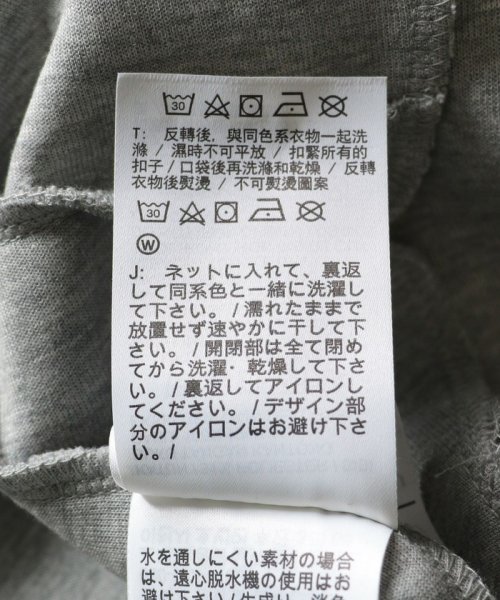 30
T: 反轉後,與同色系衣物一起洗
滌 / 濕時不可平放 / 扣緊所有的
扣子/口袋後再洗滌和乾燥 / 反轉
衣物後熨燙 / 不可熨燙圖案
30
W
J: ネットに入れて、裏返
して同系色と一緒に洗濯し
て下さい。/濡れたままで
放置せず速やかに干して下
さい。/開閉部は全て閉め
てから洗濯・乾燥して下さ
い。/裏返してアイロンし
てください。/デザイン部
分のアイロンはお避け下さ
い。/
水を通しにくい素材の場合
は、遠心脱水機の使用はお